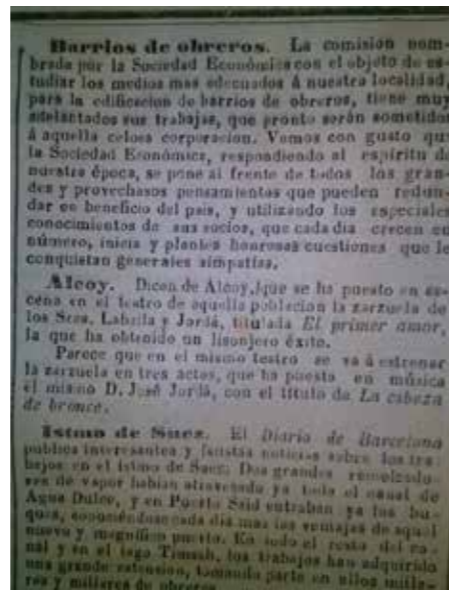 Barrios de obreros. La comision nom-
brada por la Sociedad Económica con el objeto de es-
tudiar los medios mas adecuados á nuestra localidad,
para la edificacion de barrios de obreros, tiene muy
adelantados sus trabajos, que pronto serán sometidos
á aquella celosa corporacion. Vemos con gusto que
la Sociedad Económica, respondiendo al espíritu de
nuestra época, se pone al frente de todos los gran-
des y provechosos pensamientos que pueden redun-
dar en beneficio del pais, y utilizando los especiales
conocimientos de sus socios, que cada dia crecen en
número, inicia y plantea honrosas cuestiones que le
conquistan generales simpatías.
Alcoy. Dicen de Alcoy, que se ha puesto en es-
cena en el teatro de aquella poblacion la zarzuela de
los Sres. Labaila y Jordá, titulada El primer amor,
la que ha obtenido un lisonjero éxito.
Parece que en el mismo teatro se va á estrenar
la zarzuela en tres actos, que ha puesto en música
el mismo D. José Jordá, con el título de La cabeza
de bronce.
Istmo de Suez. El Diario de Barcelona
publica interesantes y faustas noticias sobre los tra-
bajos en el istmo de Suez. Dos grandes remolcado-
res de vapor habian atravesado ya todo el canal de
Agua Dulce, y en Puerto Said entraban ya los bu-
ques, conociéndose cada dia mas las ventajas de aquel
nuevo y magnífico puerto. En todo el resto del ca-
nal y en el lago Timsah, los trabajos han adquirido
una grande estension, tomando parte en ellos milla-
res y millares de obreros